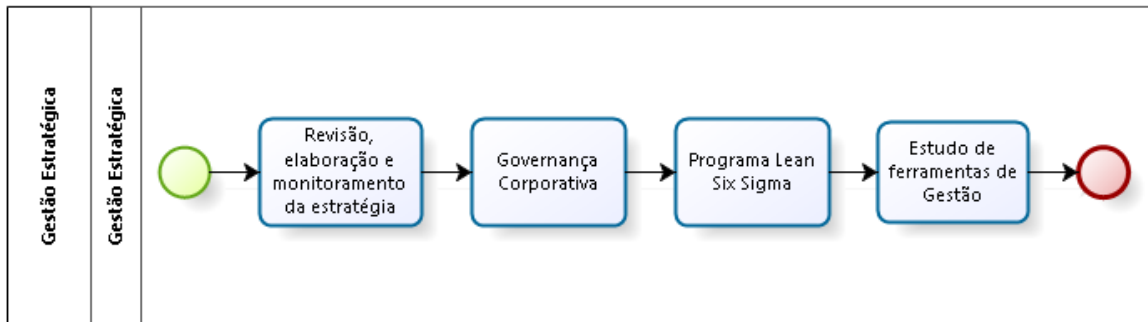 Gestão Estratégica
Gestão Estratégica
Revisão,
elaboração e
monitoramento
da estratégia
Governança
Corporativa
Programa Lean
Six Sigma
Estudo de
ferramentas de
Gestão